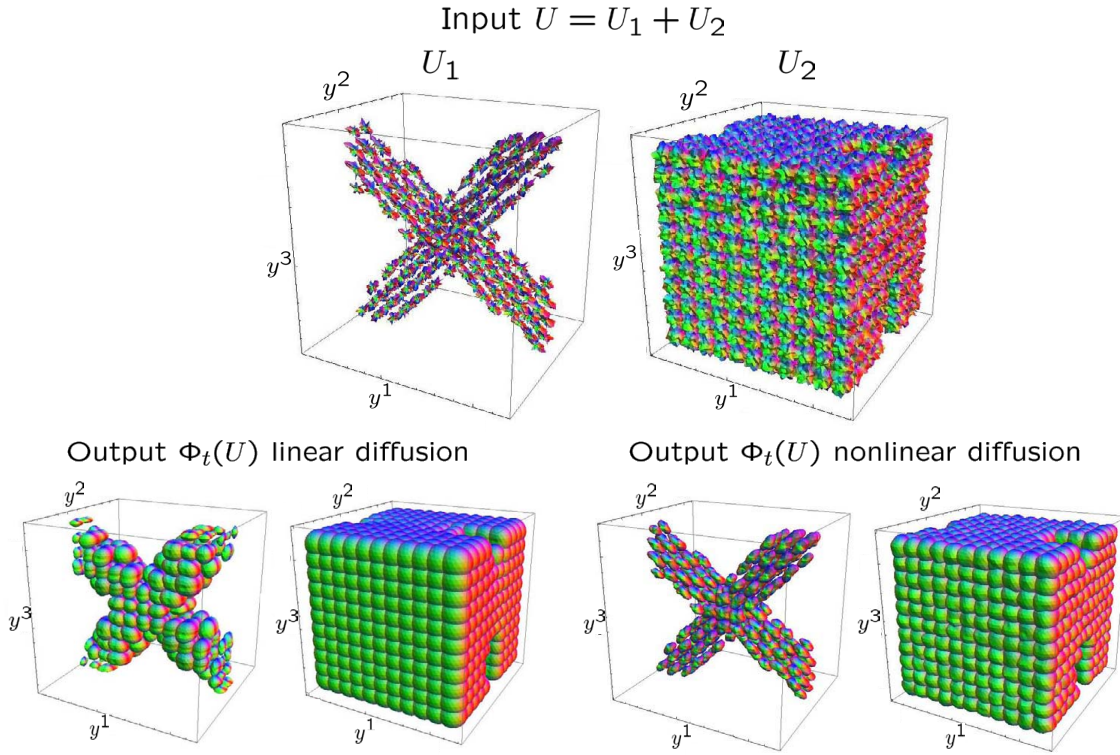 Input U = U₁ + U₂
U₁
U₂
y²
y³
y¹
y²
y³
y¹
Output Φₜ(U) linear diffusion
Output Φₜ(U) nonlinear diffusion
y²
y³
y¹
y²
y³
y¹
y²
y³
y¹
y²
y³
y¹